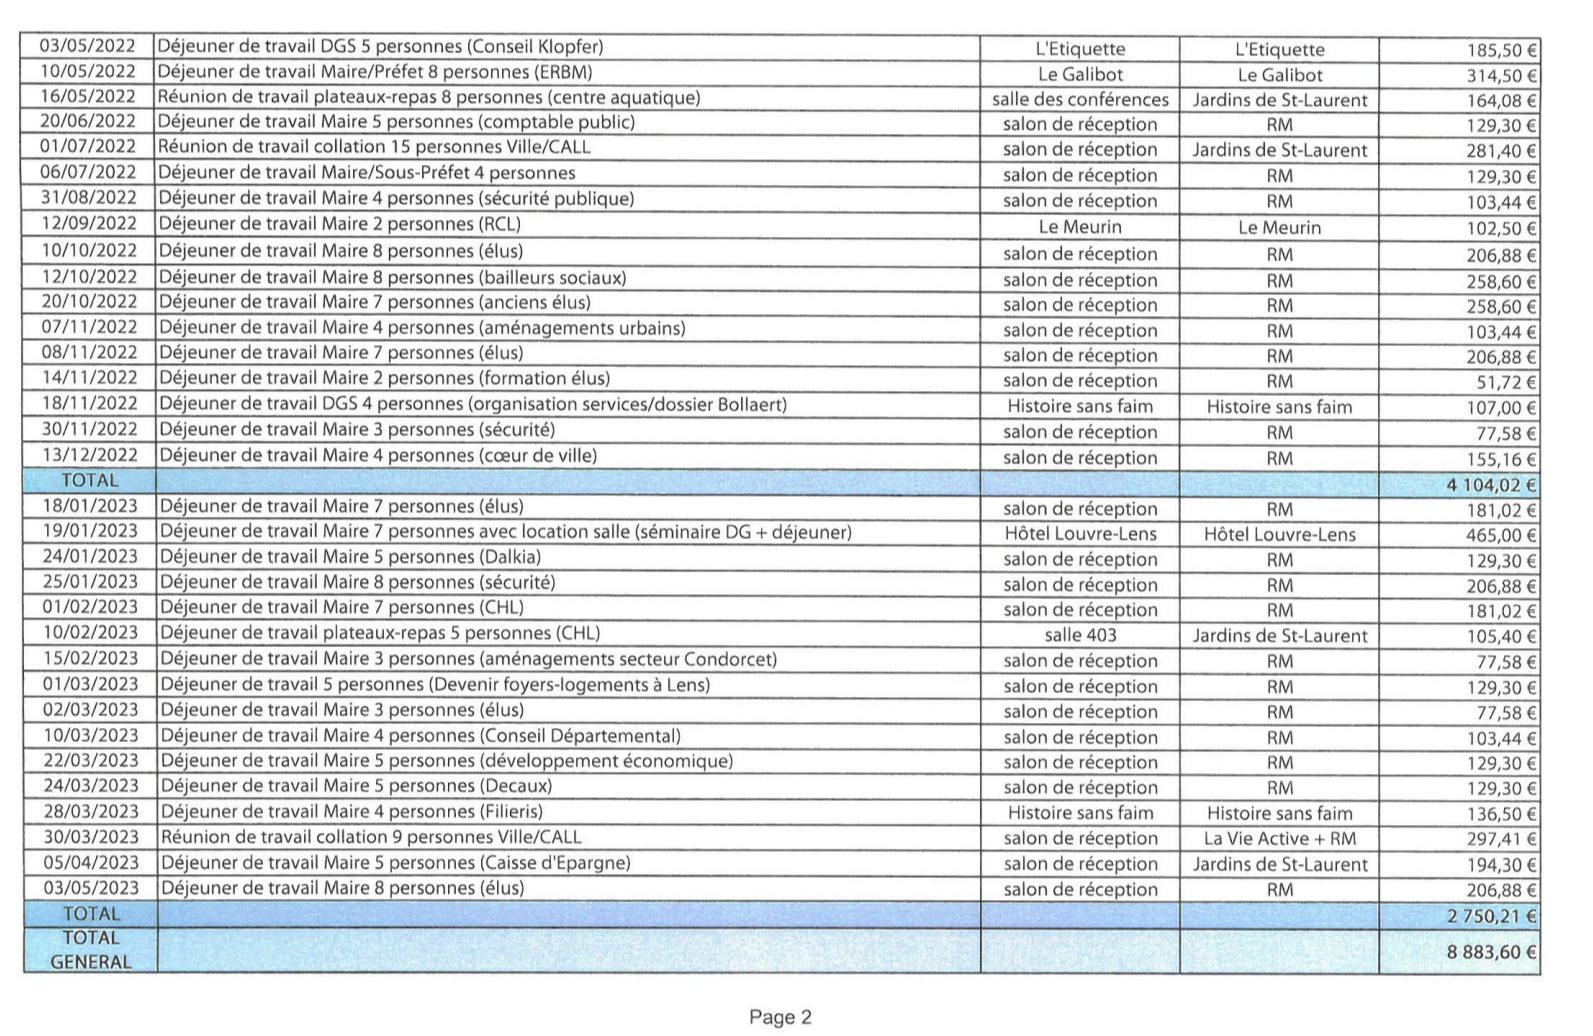 03/05/2022 Déjeuner de travail DGS 5 personnes (Conseil Klopfer) L'Etiquette L'Etiquette 185,50 €
10/05/2022 Déjeuner de travail Maire/Préfet 8 personnes (ERBM) Le Galibot Le Galibot 314,50 €
16/05/2022 Réunion de travail plateaux-repas 8 personnes (centre aquatique) salle des conférences Jardins de St-Laurent 164,08 €
20/06/2022 Déjeuner de travail Maire 5 personnes (comptable public) salon de réception RM 129,30 €
01/07/2022 Réunion de travail collation 15 personnes Ville/CALL salon de réception Jardins de St-Laurent 281,40 €
06/07/2022 Déjeuner de travail Maire/Sous-Préfet 4 personnes salon de réception RM 129,30 €
31/08/2022 Déjeuner de travail Maire 4 personnes (sécurité publique) salon de réception RM 103,44 €
12/09/2022 Déjeuner de travail Maire 2 personnes (RCL) Le Meurin Le Meurin 102,50 €
10/10/2022 Déjeuner de travail Maire 8 personnes (élus) salon de réception RM 206,88 €
12/10/2022 Déjeuner de travail Maire 8 personnes (bailleurs sociaux) salon de réception RM 258,60 €
20/10/2022 Déjeuner de travail Maire 7 personnes (anciens élus) salon de réception RM 258,60 €
07/11/2022 Déjeuner de travail Maire 4 personnes (aménagements urbains) salon de réception RM 103,44 €
08/11/2022 Déjeuner de travail Maire 7 personnes (élus) salon de réception RM 206,88 €
14/11/2022 Déjeuner de travail Maire 2 personnes (formation élus) salon de réception RM 51,72 €
18/11/2022 Déjeuner de travail DGS 4 personnes (organisation services/dossier Bollaert) Histoire sans faim Histoire sans faim 107,00 €
30/11/2022 Déjeuner de travail Maire 3 personnes (sécurité) salon de réception RM 77,58 €
13/12/2022 Déjeuner de travail Maire 4 personnes (cœur de ville) salon de réception RM 155,16 €
TOTAL 4 104,02 €
18/01/2023 Déjeuner de travail Maire 7 personnes (élus) salon de réception RM 181,02 €
19/01/2023 Déjeuner de travail Maire 7 personnes avec location salle (séminaire DG + déjeuner) Hôtel Louvre-Lens Hôtel Louvre-Lens 465,00 €
24/01/2023 Déjeuner de travail Maire 5 personnes (Dalkia) salon de réception RM 129,30 €
25/01/2023 Déjeuner de travail Maire 8 personnes (sécurité) salon de réception RM 206,88 €
01/02/2023 Déjeuner de travail Maire 7 personnes (CHL) salon de réception RM 181,02 €
10/02/2023 Déjeuner de travail plateaux-repas 5 personnes (CHL) salle 403 Jardins de St-Laurent 105,40 €
15/02/2023 Déjeuner de travail Maire 3 personnes (aménagements secteur Condorcet) salon de réception RM 77,58 €
01/03/2023 Déjeuner de travail 5 personnes (Devenir foyers-logements à Lens) salon de réception RM 129,30 €
02/03/2023 Déjeuner de travail Maire 3 personnes (élus) salon de réception RM 77,58 €
10/03/2023 Déjeuner de travail Maire 4 personnes (Conseil Départemental) salon de réception RM 103,44 €
22/03/2023 Déjeuner de travail Maire 5 personnes (développement économique) salon de réception RM 129,30 €
24/03/2023 Déjeuner de travail Maire 5 personnes (Decaux) salon de réception RM 129,30 €
28/03/2023 Déjeuner de travail Maire 4 personnes (Filieris) Histoire sans faim Histoire sans faim 136,50 €
30/03/2023 Réunion de travail collation 9 personnes Ville/CALL salon de réception La Vie Active + RM 297,41 €
05/04/2023 Déjeuner de travail Maire 5 personnes (Caisse d'Epargne) salon de réception Jardins de St-Laurent 194,30 €
03/05/2023 Déjeuner de travail Maire 8 personnes (élus) salon de réception RM 206,88 €
TOTAL 2 750,21 €
TOTAL
GENERAL 8 883,60 €
Page 2